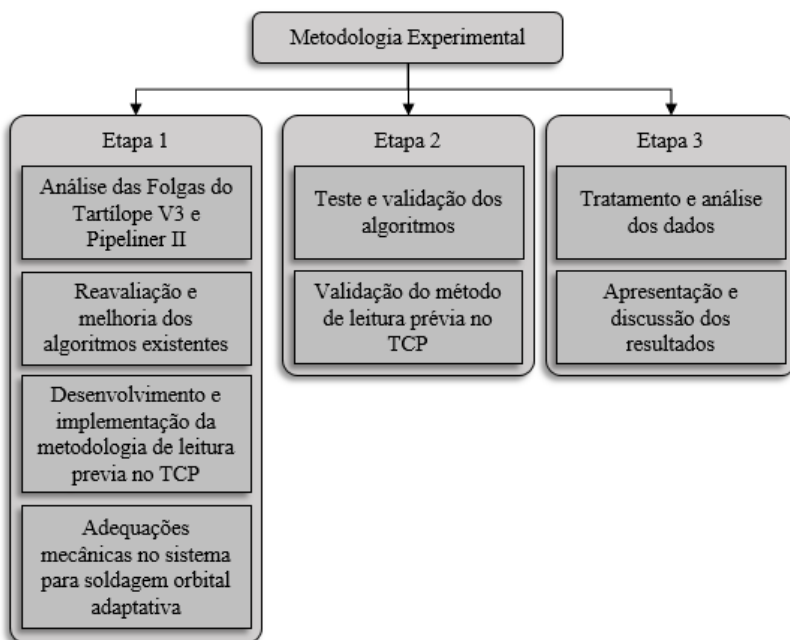 Metodologia Experimental
Etapa 1
Análise das Folgas do
Tartílope V3 e
Pipeliner II
Reavaliação e
melhoria dos
algoritmos existentes
Desenvolvimento e
implementação da
metodologia de leitura
previa no TCP
Adequações
mecânicas no sistema
para soldagem orbital
adaptativa
Etapa 2
Teste e validação dos
algoritmos
Validação do método
de leitura prévia no
TCP
Etapa 3
Tratamento e análise
dos dados
Apresentação e
discussão dos
resultados